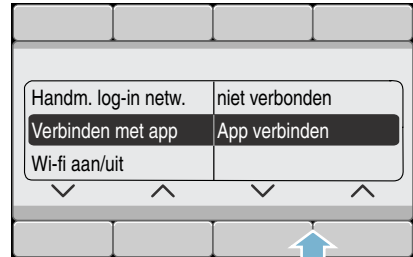 Handm. log-in netw. niet verbonden
Verbinden met app App verbinden
Wi-fi aan/uit